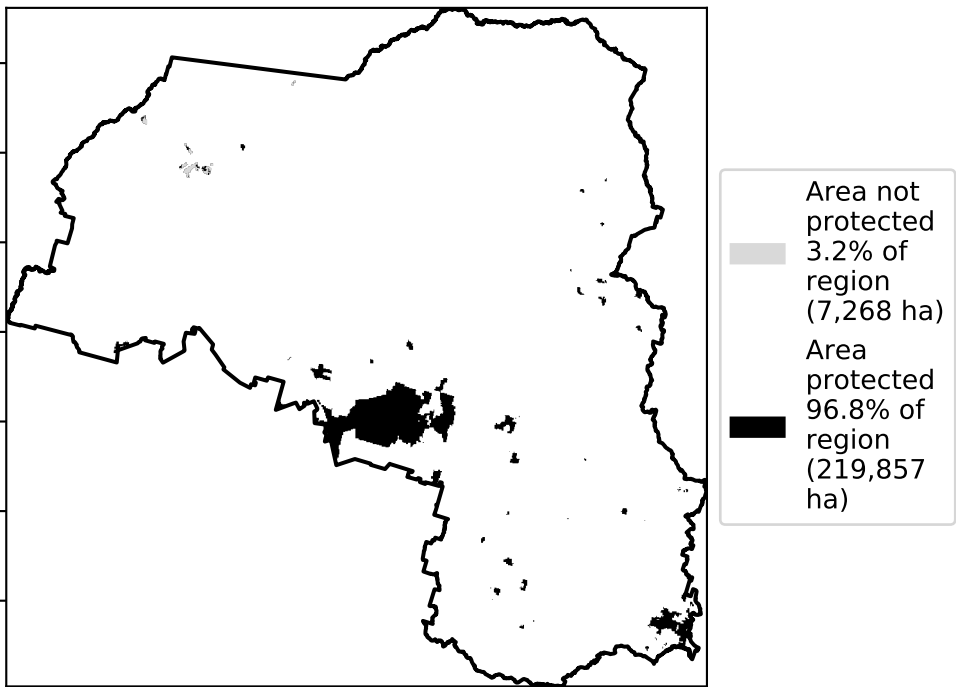 Area not
protected
3.2% of
region
(7,268 ha)
Area
protected
96.8% of
region
(219,857
ha)